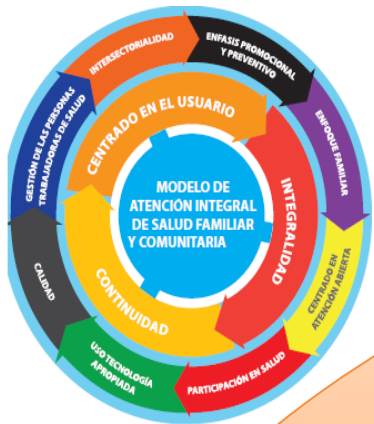 MODELO DE
ATENCIÓN INTEGRAL
DE SALUD FAMILIAR
Y COMUNITARIA
CENTRADO EN EL USUARIO
INTEGRALIDAD
CONTINUIDAD
INTERSECTORIALIDAD
ENFASIS PROMOCIONAL
Y PREVENTIVO
ENFOQUE FAMILIAR
CENTRADO EN
ATENCIÓN ABIERTA
PARTICIPACIÓN EN SALUD
USO TECNOLOGÍA
APROPIADA
CALIDAD
GESTIÓN DE LAS PERSONAS
TRABAJADORAS DE SALUD